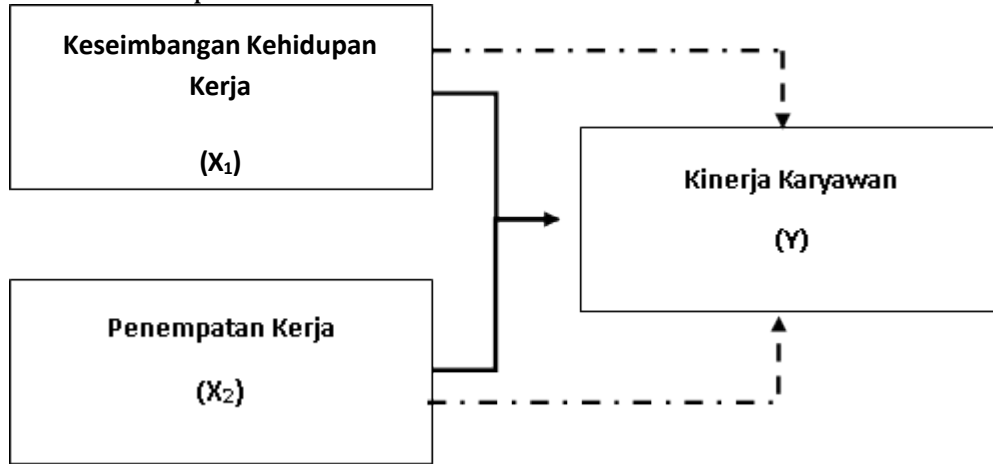 Keseimbangan Kehidupan
Kerja
(X₁)
Kinerja Karyawan
(Y)
Penempatan Kerja
(X₂)